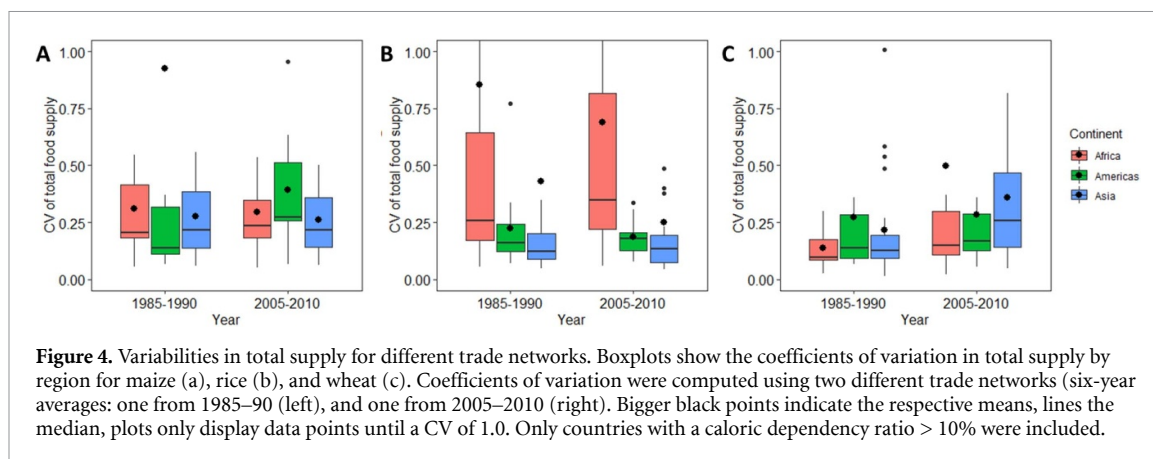 A
B
C
CV of total food supply
1.00
0.75
0.50
0.25
0.00
1985-1990
2005-2010
Year
CV of total food supply
1.00
0.75
0.50
0.25
0.00
1985-1990
2005-2010
Year
CV of total food supply
1.00
0.75
0.50
0.25
0.00
1985-1990
2005-2010
Year
Continent
Africa
Americas
Asia
Figure 4. Variabilities in total supply for different trade networks. Boxplots show the coefficients of variation in total supply by
region for maize (a), rice (b), and wheat (c). Coefficients of variation were computed using two different trade networks (six-year
averages: one from 1985–90 (left), and one from 2005–2010 (right). Bigger black points indicate the respective means, lines the
median, plots only display data points until a CV of 1.0. Only countries with a caloric dependency ratio > 10% were included.